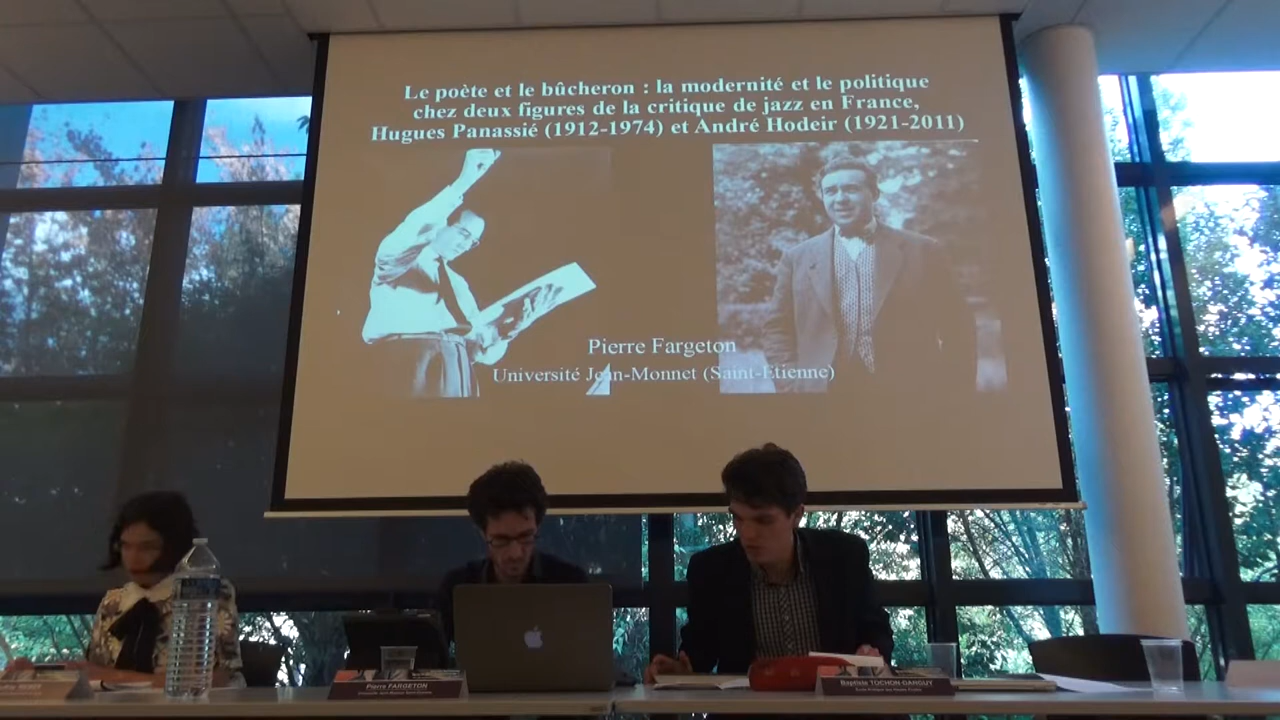 Le poète et le bûcheron : la modernité et le politique
chez deux figures de la critique de jazz en France,
Hugues Panassié (1912-1974) et André Hodeir (1921-2011)
Pierre Fargeton
Université Jean-Monnet (Saint-Etienne)
Pierre FARGETON
Baptiste TOCHON-DANGUY